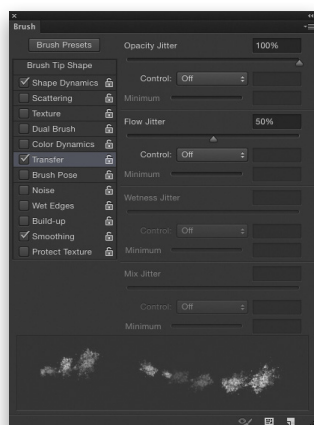 Brush
Brush Presets
Brush Tip Shape
Shape Dynamics
Scattering
Texture
Dual Brush
Color Dynamics
Transfer
Brush Pose
Noise
Wet Edges
Build-up
Smoothing
Protect Texture
Opacity Jitter 100%
Control: Off
Minimum
Flow Jitter 50%
Control: Off
Minimum
Wetness Jitter
Control: Off
Minimum
Mix Jitter
Control: Off
Minimum